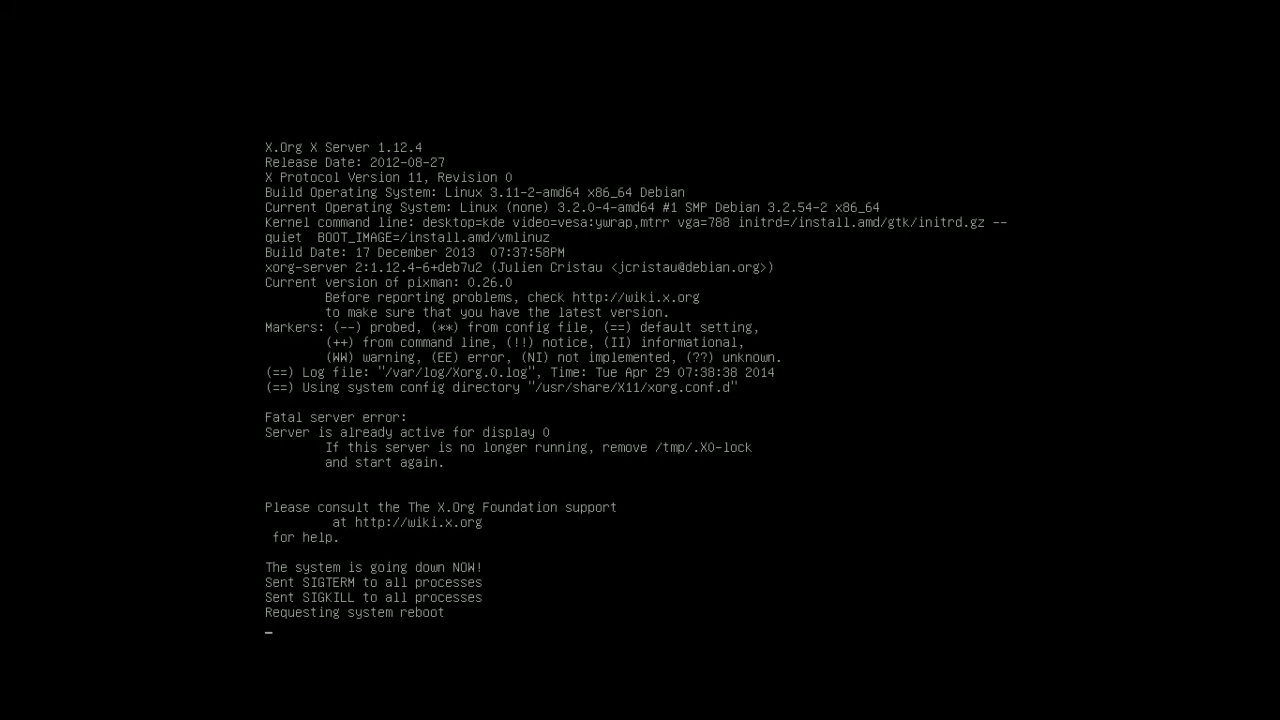 X.Org X Server 1.12.4
Release Date: 2012-08-27
X Protocol Version 11, Revision 0
Build Operating System: Linux 3.11-2-amd64 x86_64 Debian
Current Operating System: Linux (none) 3.2.0-4-amd64 #1 SMP Debian 3.2.54-2 x86_64
Kernel command line: desktop=kde video=vesa:ywrap,mtrr vga=788 initrd=/install.amd/gtk/initrd.gz --
quiet  BOOT_IMAGE=/install.amd/vmlinuz
Build Date: 17 December 2013  07:37:58PM
xorg-server 2:1.12.4-6+deb7u2 (Julien Cristau <jcristau@debian.org>)
Current version of pixman: 0.26.0
        Before reporting problems, check http://wiki.x.org
        to make sure that you have the latest version.
Markers: (--) probed, (**) from config file, (==) default setting,
        (++) from command line, (!!) notice, (II) informational,
        (WW) warning, (EE) error, (NI) not implemented, (??) unknown.
(==) Log file: "/var/log/Xorg.0.log", Time: Tue Apr 29 07:38:38 2014
(==) Using system config directory "/usr/share/X11/xorg.conf.d"
Fatal server error:
Server is already active for display 0
        If this server is no longer running, remove /tmp/.X0-lock
        and start again.
Please consult the The X.Org Foundation support
         at http://wiki.x.org
 for help.
The system is going down NOW!
Sent SIGTERM to all processes
Sent SIGKILL to all processes
Requesting system reboot